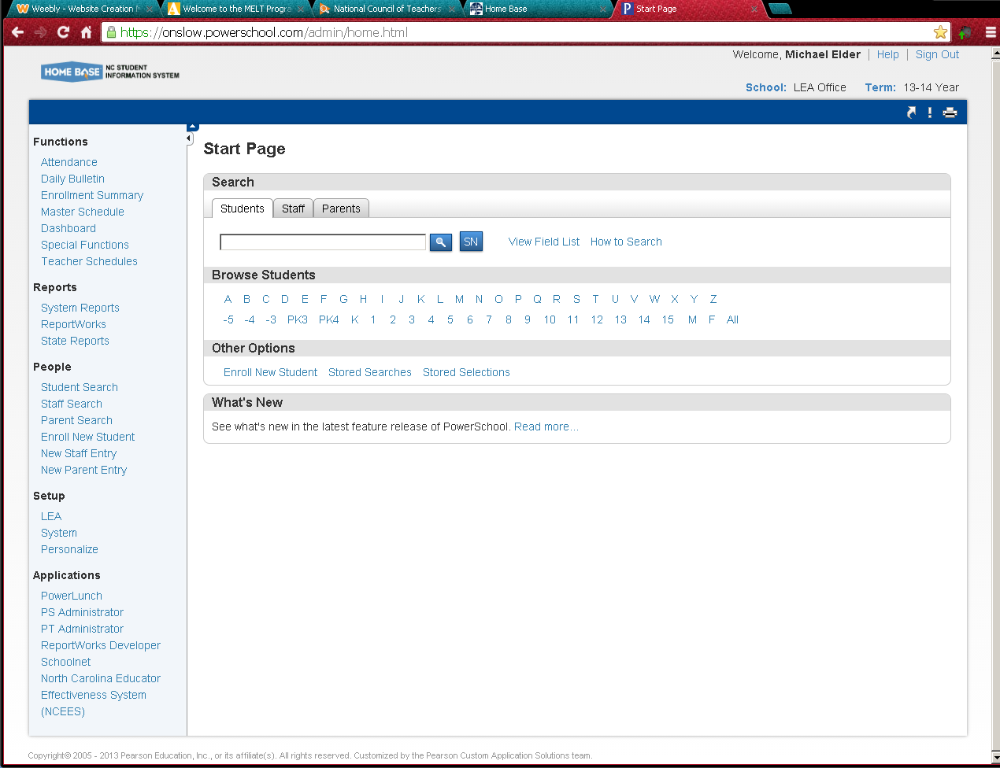 Weebly - Website Creation
Welcome to the MELT Progra
National Council of Teachers
Home Base
Start Page
https://onslow.powerschool.com/admin/home.html
Welcome, Michael Elder | Help | Sign Out
HOME BASE NC STUDENT
INFORMATION SYSTEM
School: LEA Office Term: 13-14 Year
Functions
Attendance
Daily Bulletin
Enrollment Summary
Master Schedule
Dashboard
Special Functions
Teacher Schedules
Reports
System Reports
ReportWorks
State Reports
People
Student Search
Staff Search
Parent Search
Enroll New Student
New Staff Entry
New Parent Entry
Setup
LEA
System
Personalize
Applications
PowerLunch
PS Administrator
PT Administrator
ReportWorks Developer
Schoolnet
North Carolina Educator
Effectiveness System
(NCEES)
Start Page
Search
Students Staff Parents
SN View Field List How to Search
Browse Students
A B C D E F G H I J K L M N O P Q R S T U V W X Y Z
-5 -4 -3 PK3 PK4 K 1 2 3 4 5 6 7 8 9 10 11 12 13 14 15 M F All
Other Options
Enroll New Student Stored Searches Stored Selections
What's New
See what's new in the latest feature release of PowerSchool. Read more...
Copyright© 2005 - 2013 Pearson Education, Inc., or its affiliate(s). All rights reserved. Customized by the Pearson Custom Application Solutions team.